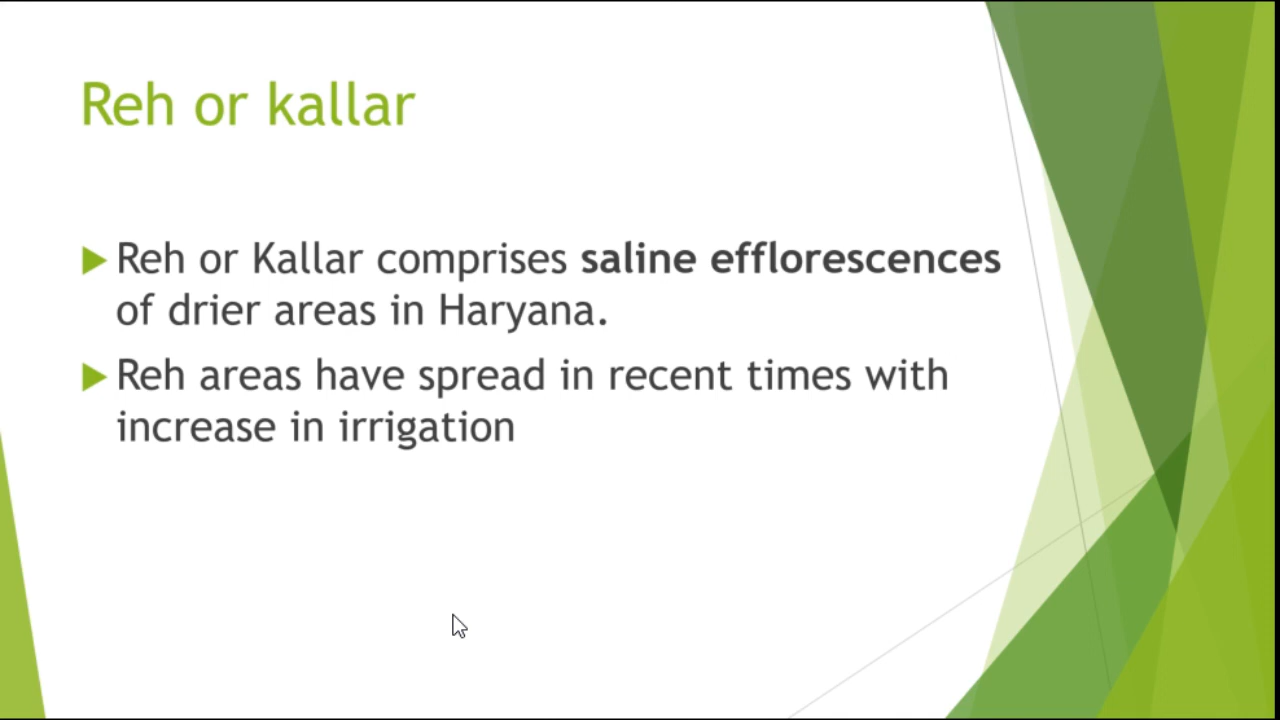 Reh or kallar
Reh or Kallar comprises saline efflorescences
of drier areas in Haryana.
Reh areas have spread in recent times with
increase in irrigation